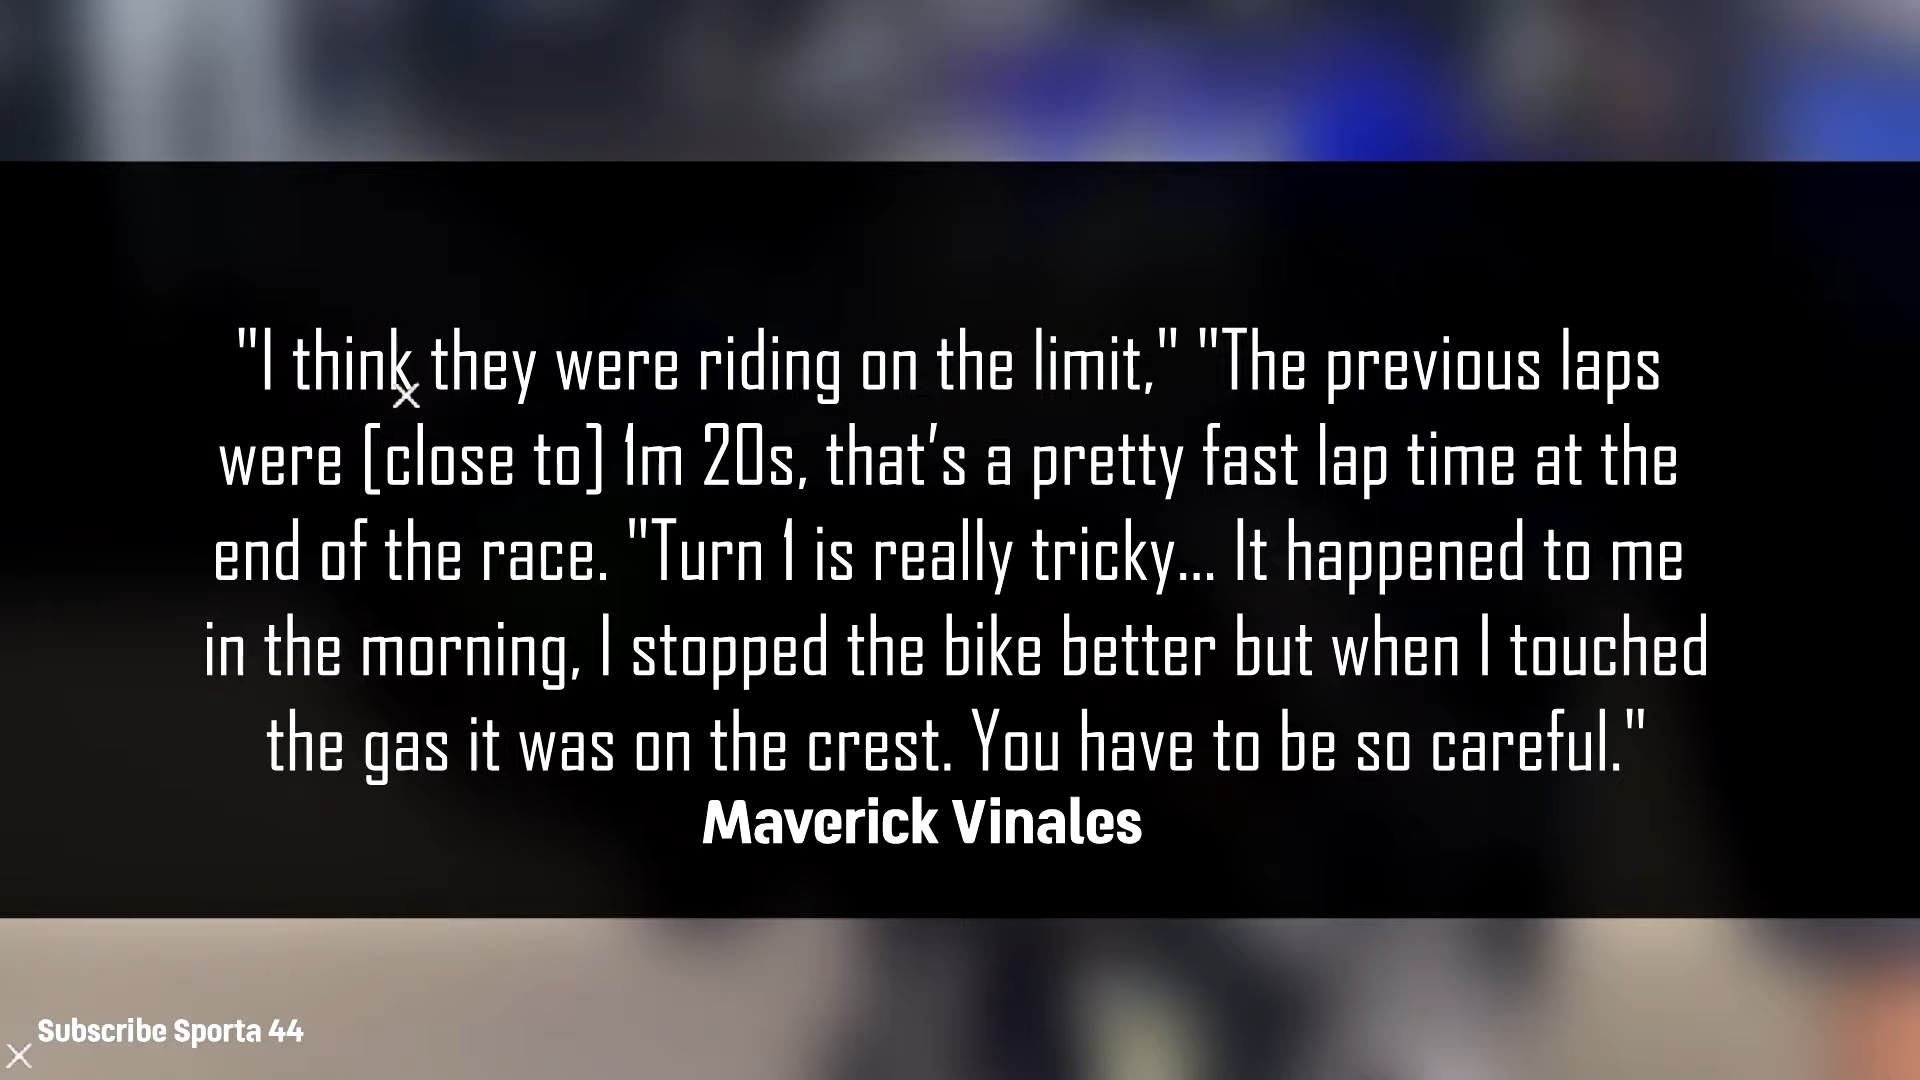 "I think they were riding on the limit," "The previous laps
were [close to] 1m 20s, that's a pretty fast lap time at the
end of the race. "Turn 1 is really tricky... It happened to me
in the morning, I stopped the bike better but when I touched
the gas it was on the crest. You have to be so careful."
Maverick Vinales
Subscribe Sporta 44